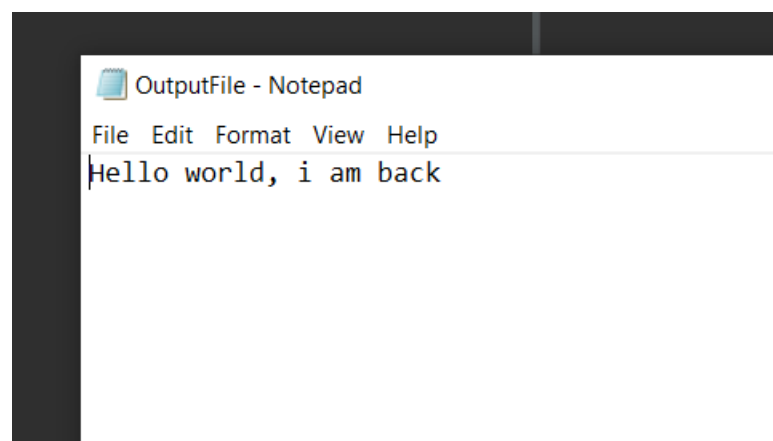 OutputFile - Notepad
File Edit Format View Help
Hello world, i am back